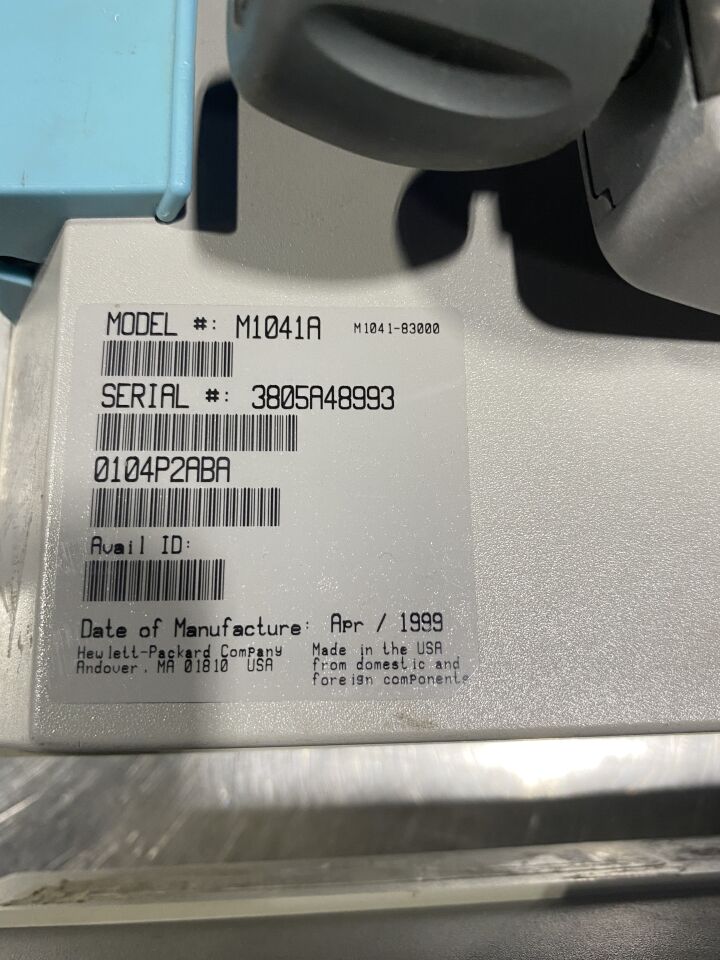 MODEL #: M1041A M1041-83000
SERIAL #: 3805A48993
0104P2ABA
Avail ID:
Date of Manufacture: Apr / 1999
Hewlett-Packard Company Made in the USA
Andover, MA 01810 USA from domestic and
foreign components